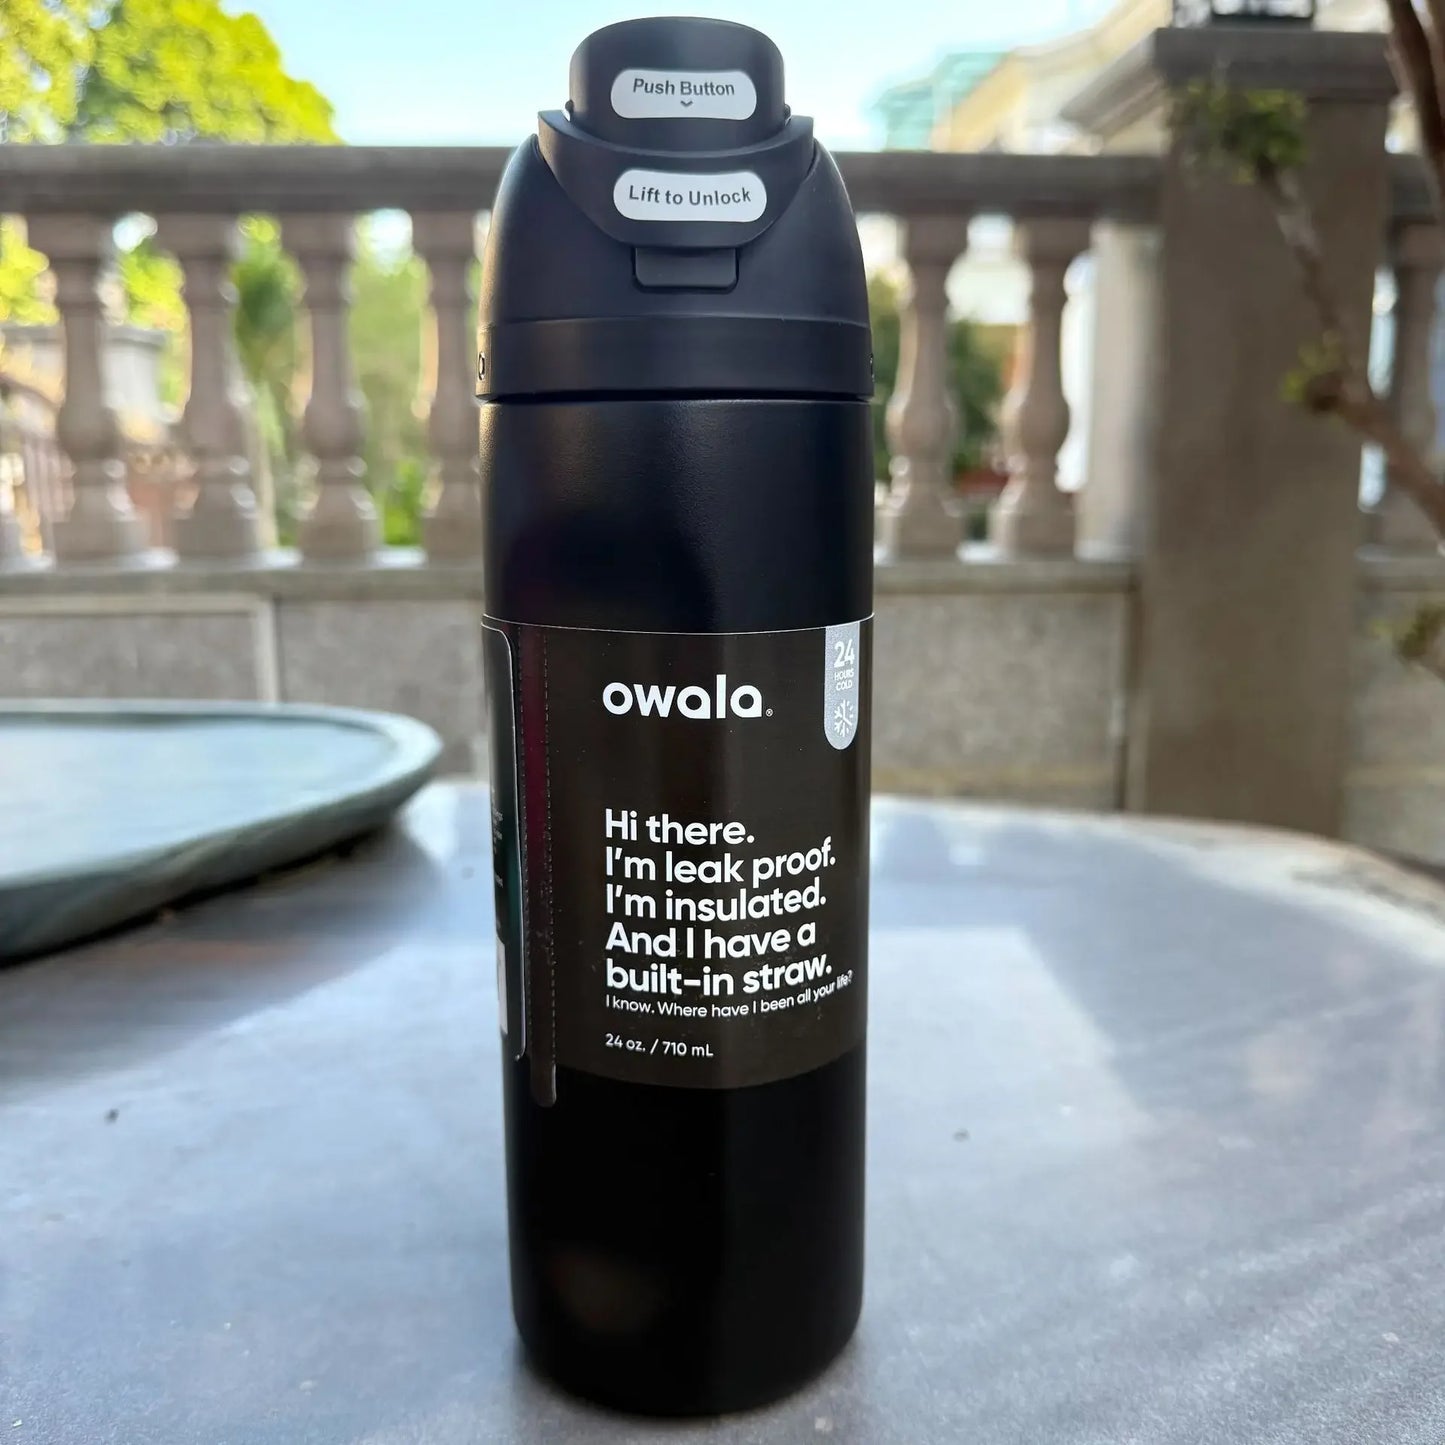 Push Button
Lift to Unlock
24
HOURS
COLD
owala®
Hi there.
I'm leak proof.
I'm insulated.
And I have a
built-in straw.
I know. Where have I been all your life?
24 oz. / 710 mL